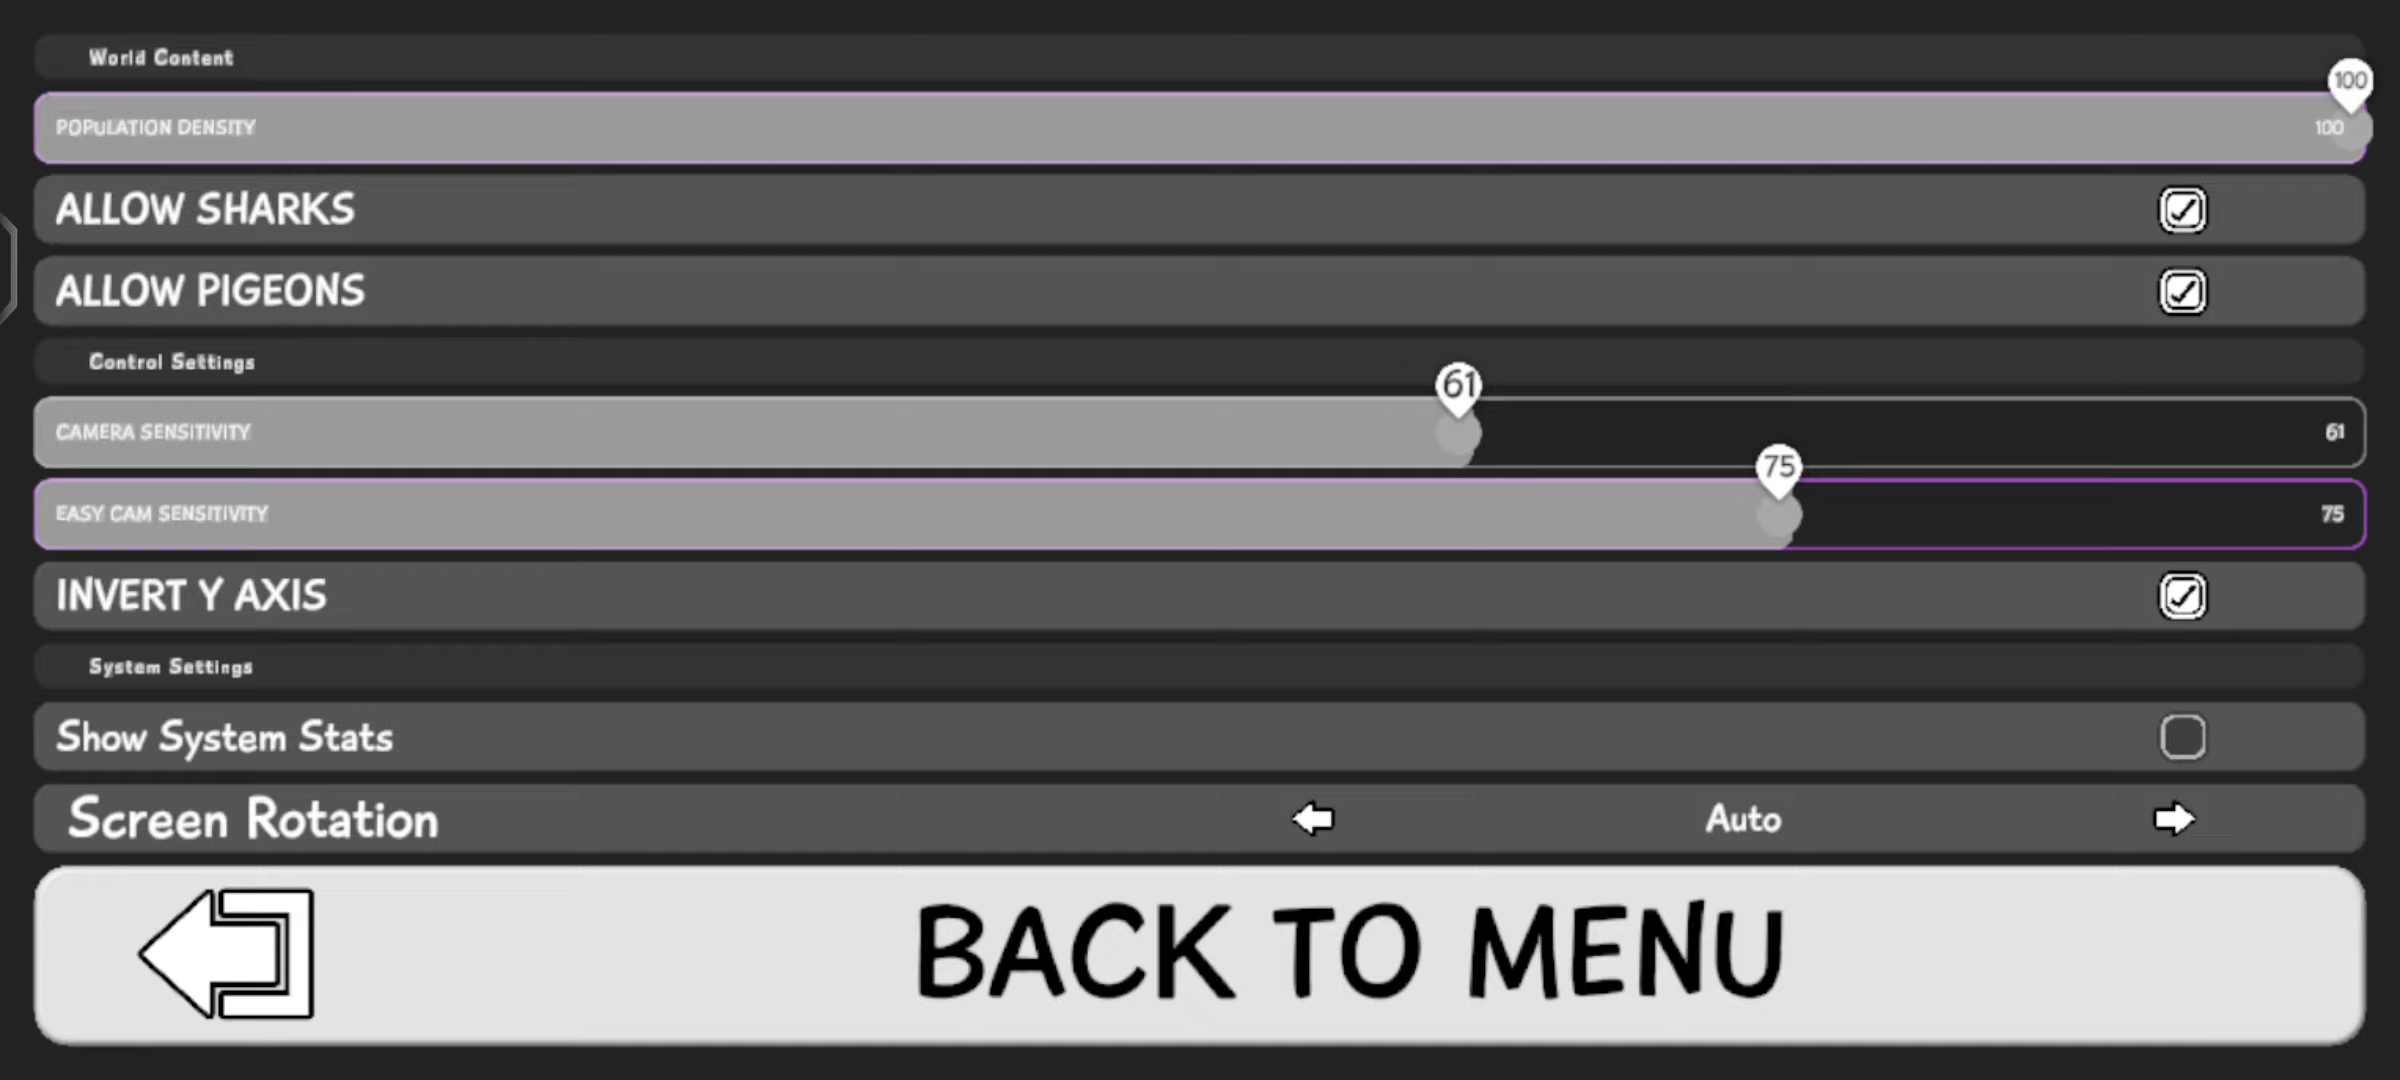 World Content
100
POPULATION DENSITY 100
ALLOW SHARKS
ALLOW PIGEONS
Control Settings
61
CAMERA SENSITIVITY 61
75
EASY CAM SENSITIVITY 75
INVERT Y AXIS
System Settings
Show System Stats
Screen Rotation Auto
BACK TO MENU